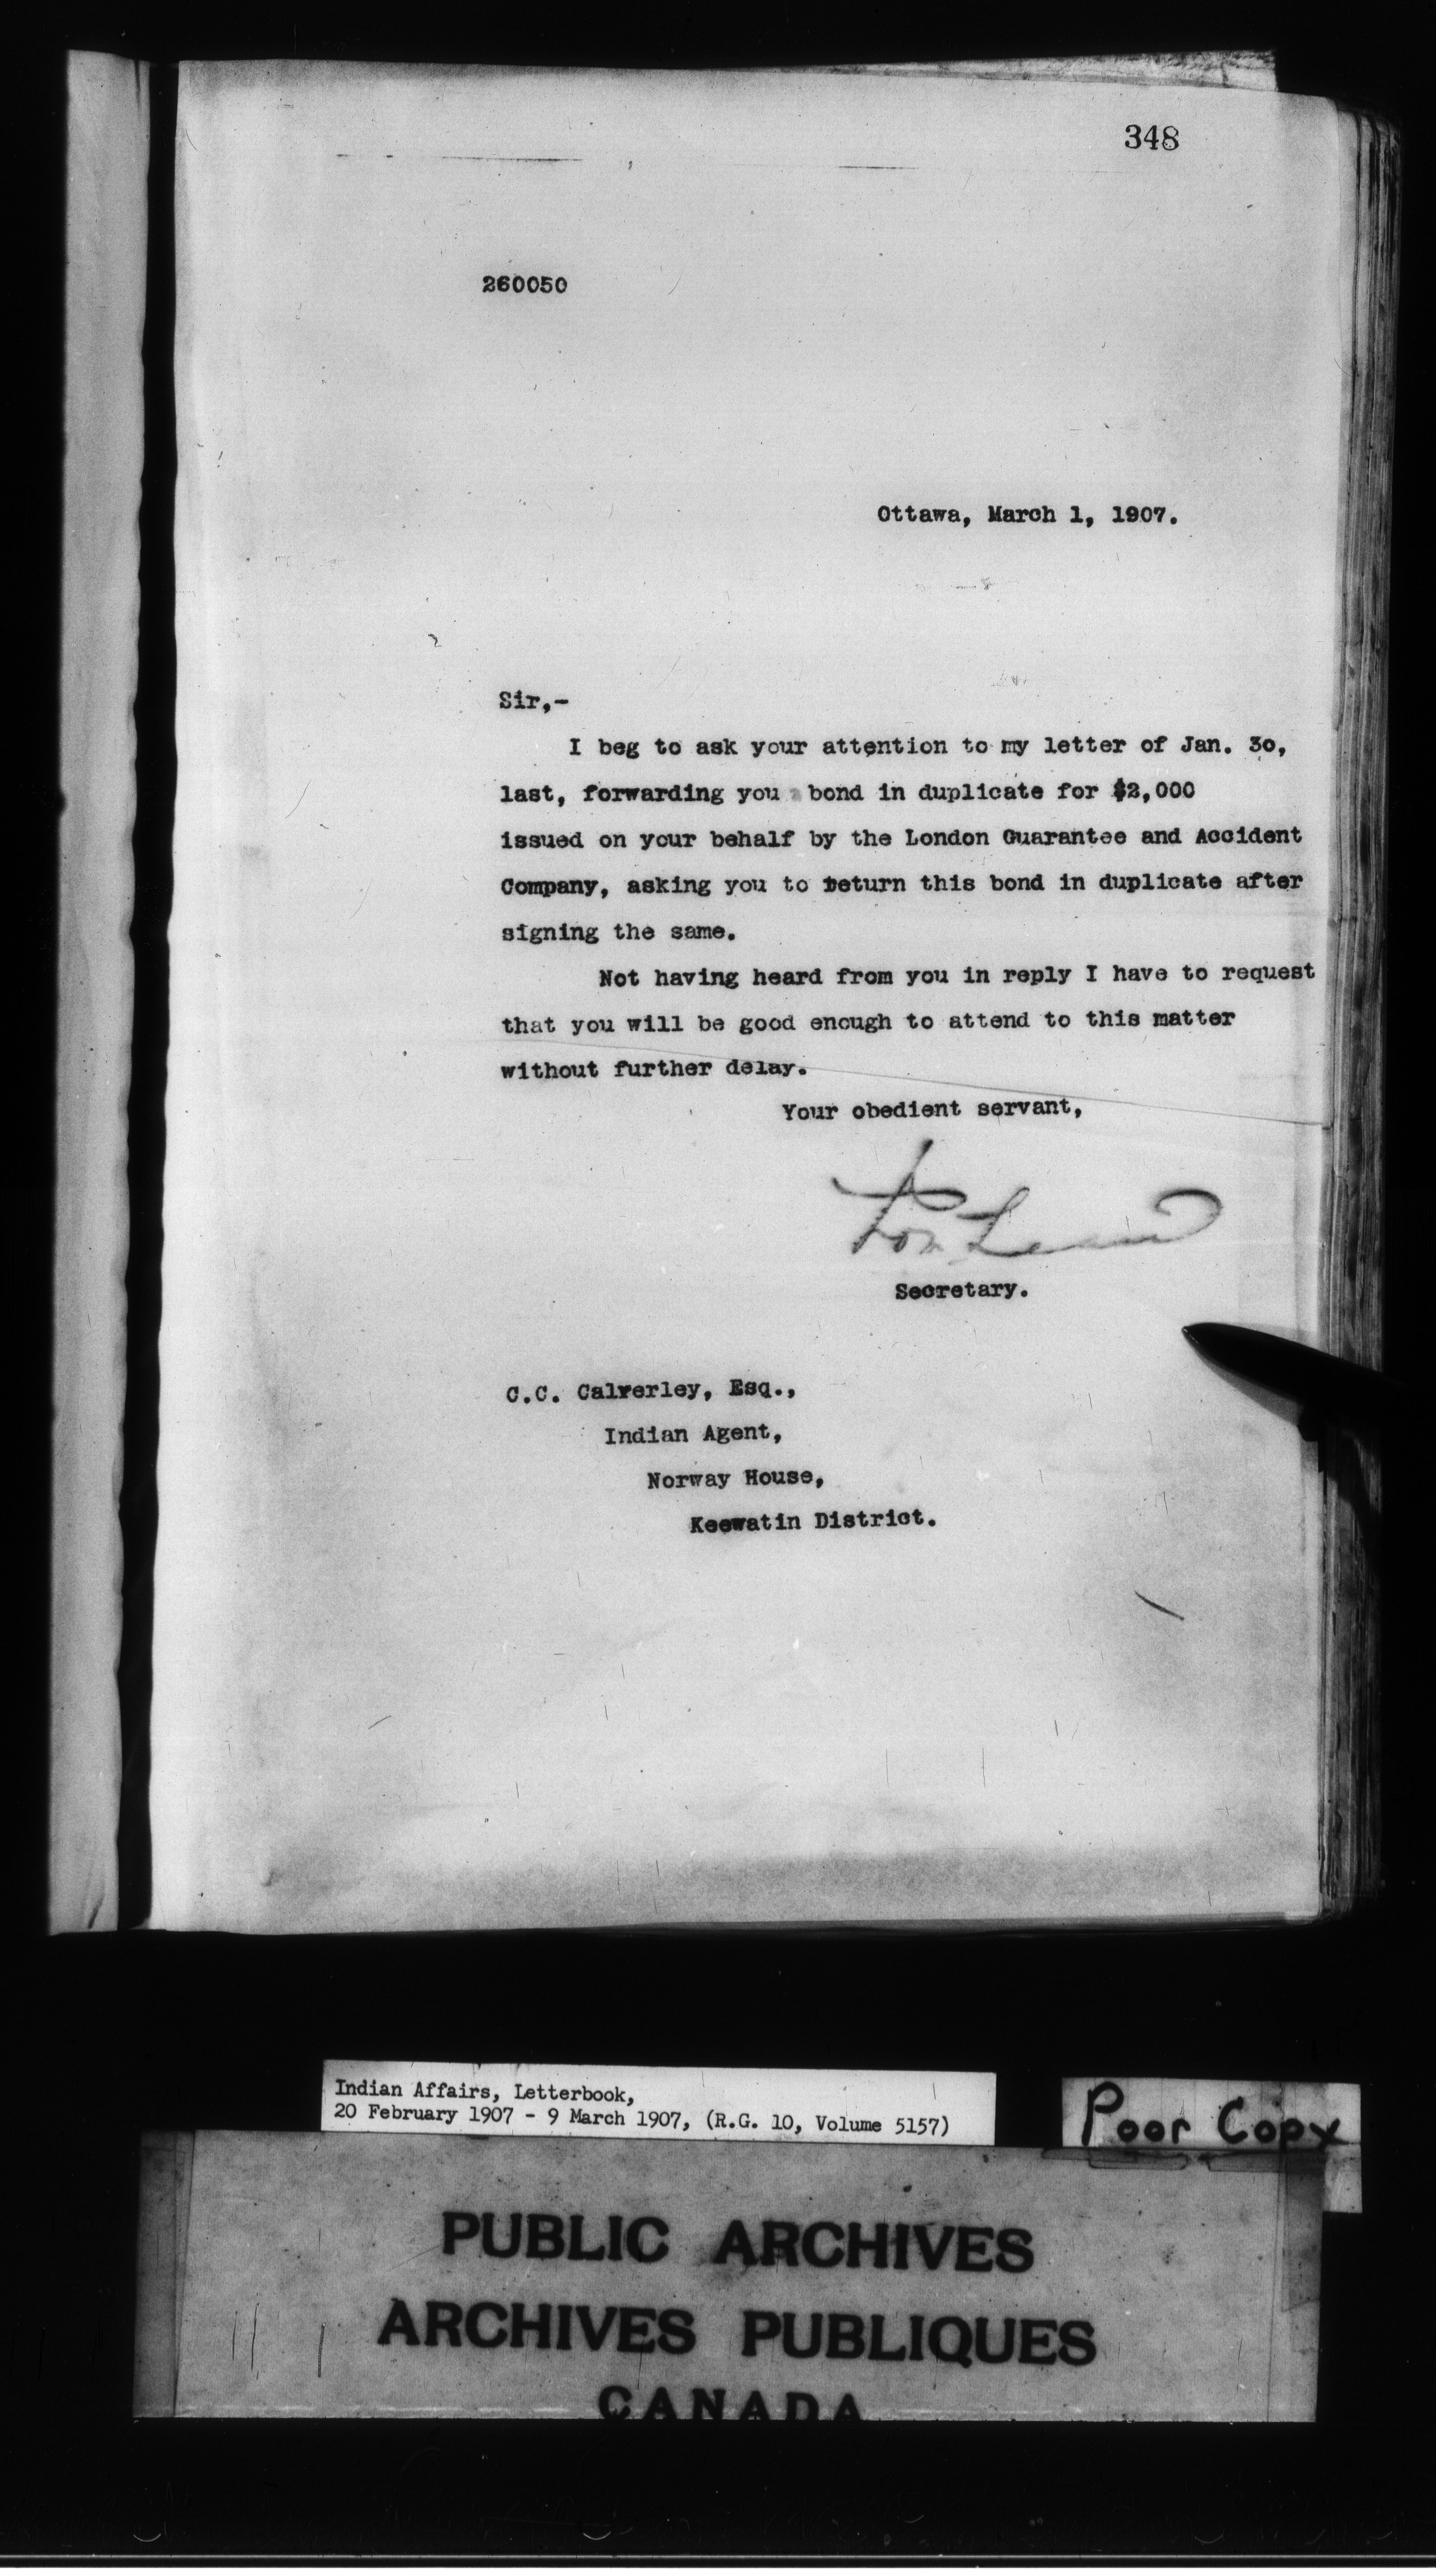 348
260050
Ottawa, March 1, 1907.
Sir,-
I beg to ask your attention to my letter of Jan. 30,
last, forwarding you a bond in duplicate for $2,000
issued on your behalf by the London Guarantee and Accident
Company, asking you to return this bond in duplicate after
signing the same.
Not having heard from you in reply I have to request
that you will be good enough to attend to this matter
without further delay.
Your obedient servant,
Secretary.
C.C. Calverley, Esq.,
Indian Agent,
Norway House,
Keewatin District.
Indian Affairs, Letterbook,
20 February 1907 - 9 March 1907, (R.G. 10, Volume 5157)
Poor Copy
PUBLIC ARCHIVES
ARCHIVES PUBLIQUES
CANADA